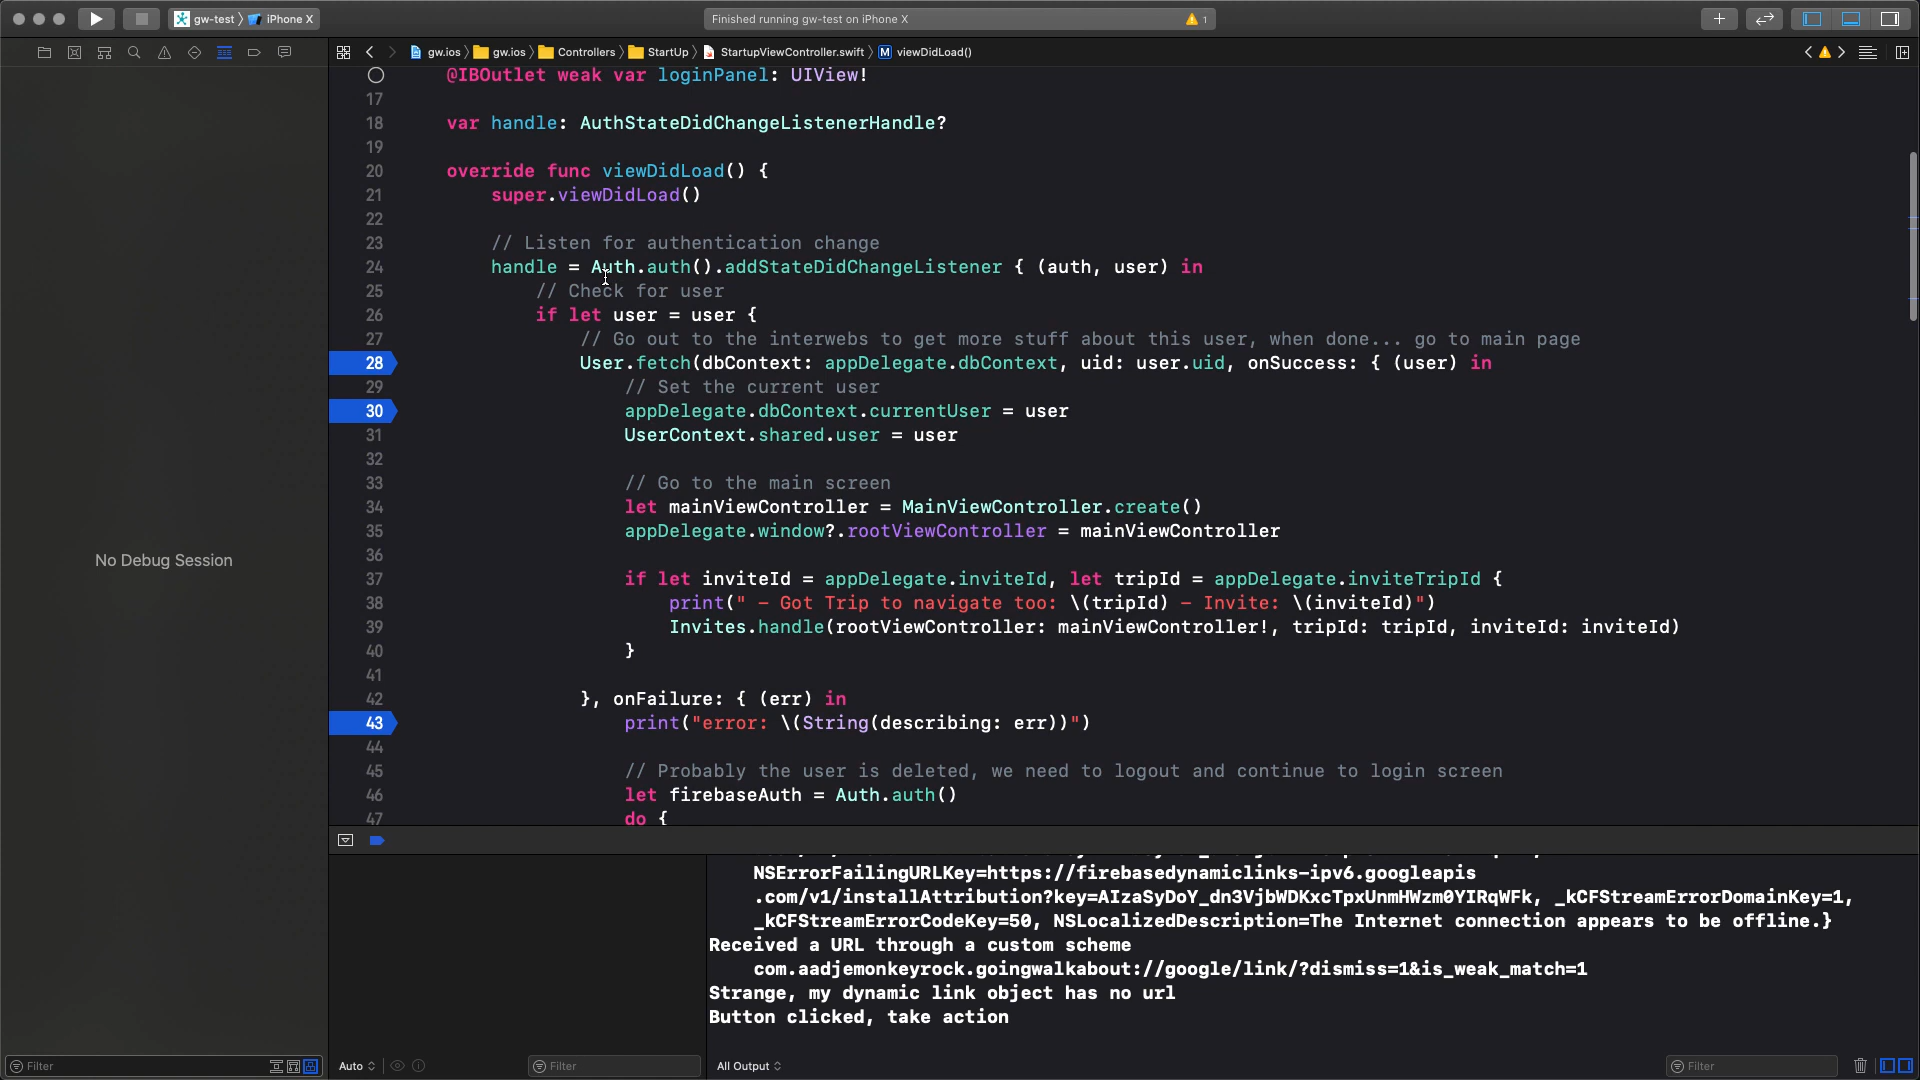 gw-test
iPhone X
Finished running gw-test on iPhone X
1
gw.ios
gw.ios
Controllers
StartUp
StartupViewController.swift
M
viewDidLoad()
@IBOutlet weak var loginPanel: UIView!
17
18 var handle: AuthStateDidChangeListenerHandle?
19
20 override func viewDidLoad() {
21 super.viewDidLoad()
22
23 // Listen for authentication change
24 handle = Auth.auth().addStateDidChangeListener { (auth, user) in
25 // Check for user
26 if let user = user {
27 // Go out to the interwebs to get more stuff about this user, when done... go to main page
28 User.fetch(dbContext: appDelegate.dbContext, uid: user.uid, onSuccess: { (user) in
29 // Set the current user
30 appDelegate.dbContext.currentUser = user
31 UserContext.shared.user = user
32
33 // Go to the main screen
34 let mainViewController = MainViewController.create()
35 appDelegate.window?.rootViewController = mainViewController
36
37 if let inviteId = appDelegate.inviteId, let tripId = appDelegate.inviteTripId {
38 print(" – Got Trip to navigate too: \(tripId) – Invite: \(inviteId)")
39 Invites.handle(rootViewController: mainViewController!, tripId: tripId, inviteId: inviteId)
40 }
41
42 }, onFailure: { (err) in
43 print("error: \(String(describing: err))")
44
45 // Probably the user is deleted, we need to logout and continue to login screen
46 let firebaseAuth = Auth.auth()
47 do {
No Debug Session
NSErrorFailingURLKey=https://firebasedynamiclinks-ipv6.googleapis
.com/v1/installAttribution?key=AIzaSyDoY_dn3VjbWDKxcTpxUnmHWzm0YIRqWFk, _kCFStreamErrorDomainKey=1,
_kCFStreamErrorCodeKey=50, NSLocalizedDescription=The Internet connection appears to be offline.}
Received a URL through a custom scheme
com.aadjemonkeyrock.goingwalkabout://google/link/?dismiss=1&is_weak_match=1
Strange, my dynamic link object has no url
Button clicked, take action
Filter
Auto
Filter
All Output
Filter